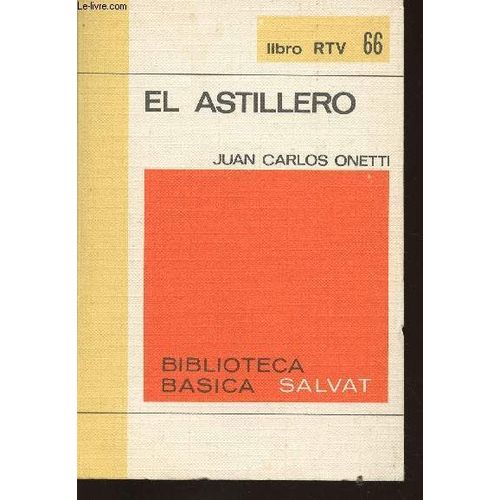 Le-livre.com
libro RTV 66
EL ASTILLERO
JUAN CARLOS ONETTI
BIBLIOTECA
BASICA SALVAT